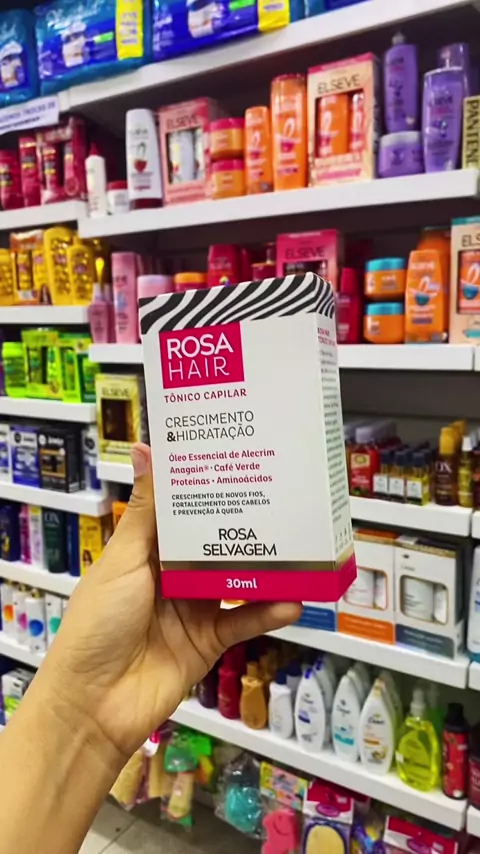 ELSEVE
ELSEVE
PANTENE
ELSEVE
ROSA
HAIR
TÔNICO CAPILAR
CRESCIMENTO
&HIDRATAÇÃO
Óleo Essencial de Alecrim
Anagain® • Café Verde
Proteínas • Aminoácidos
CRESCIMENTO DE NOVOS FIOS,
FORTALECIMENTO DOS CABELOS
E PREVENÇÃO À QUEDA
ROSA
SELVAGEM
30ml